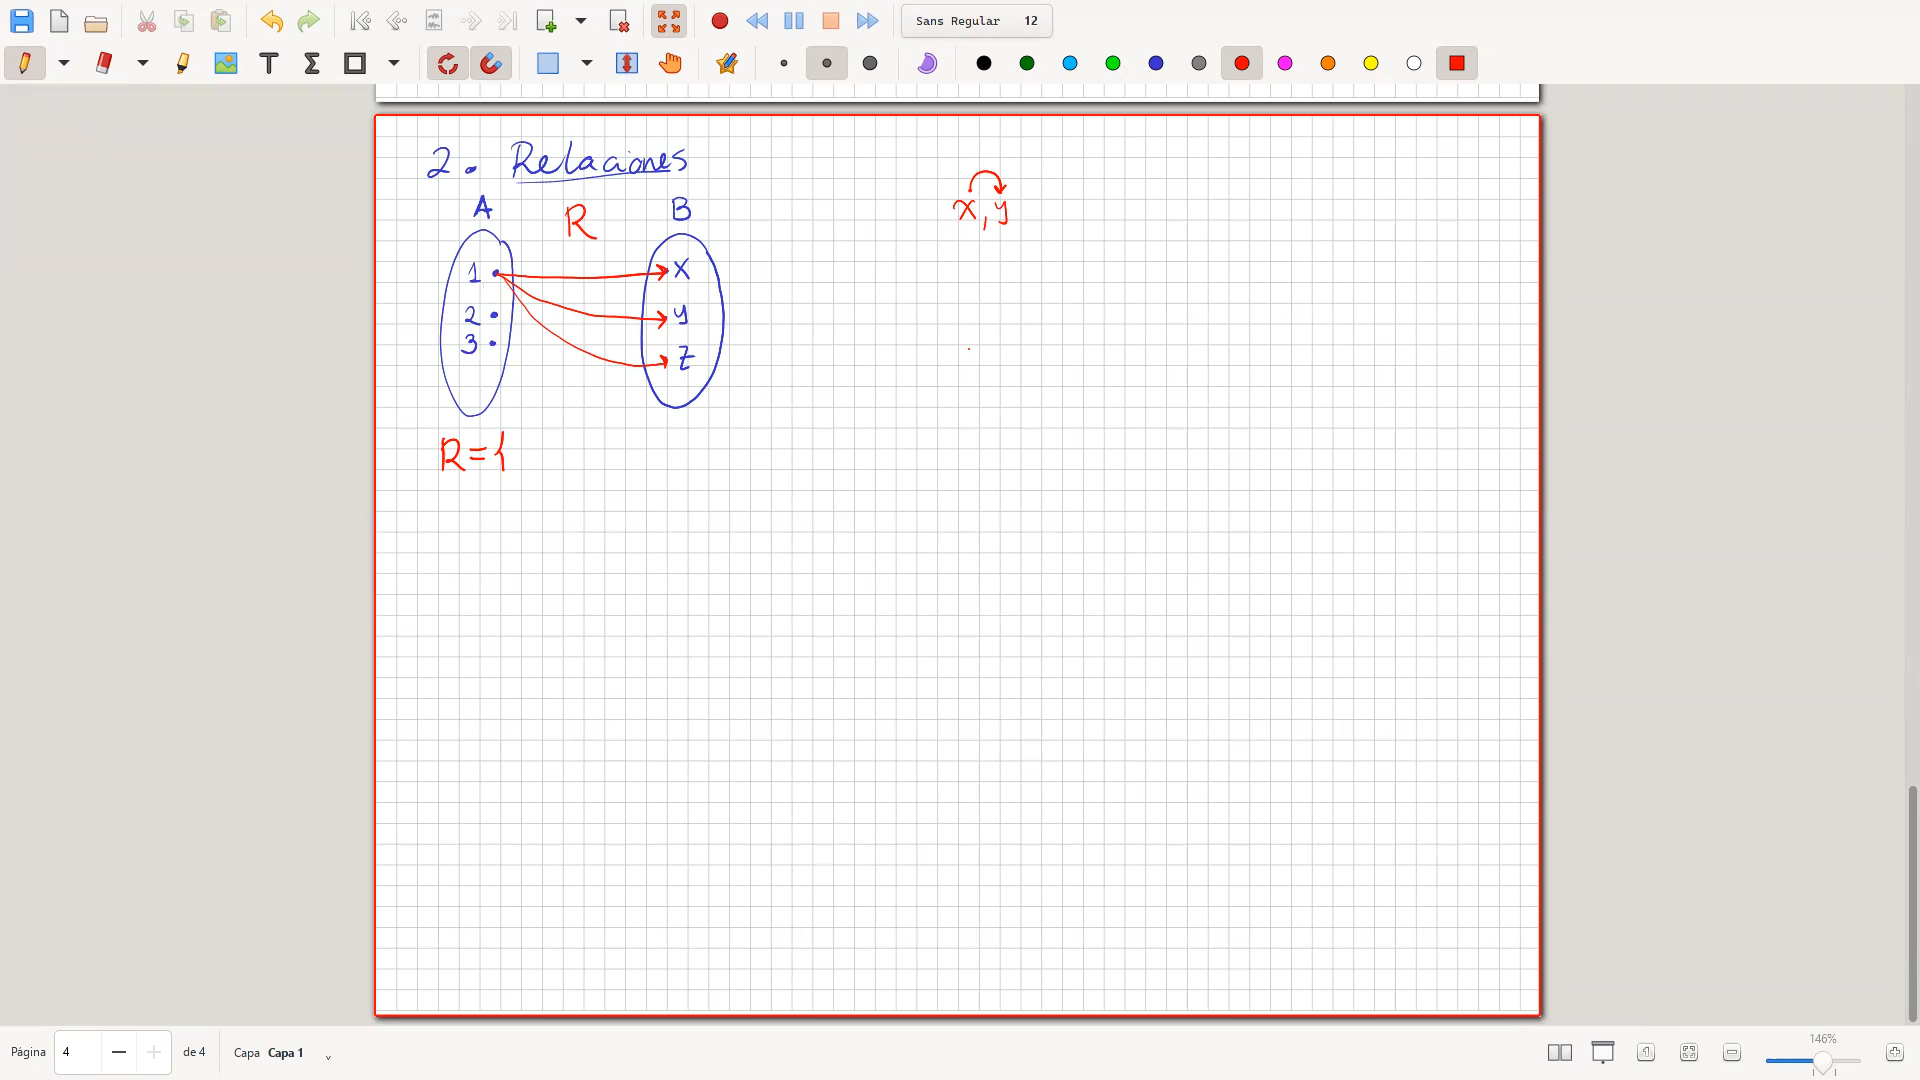 Sans Regular 12
2. Relaciones
A R B
x, y
1 x
2 y
3 z
R={
Página 4 de 4 Capa Capa 1 146%